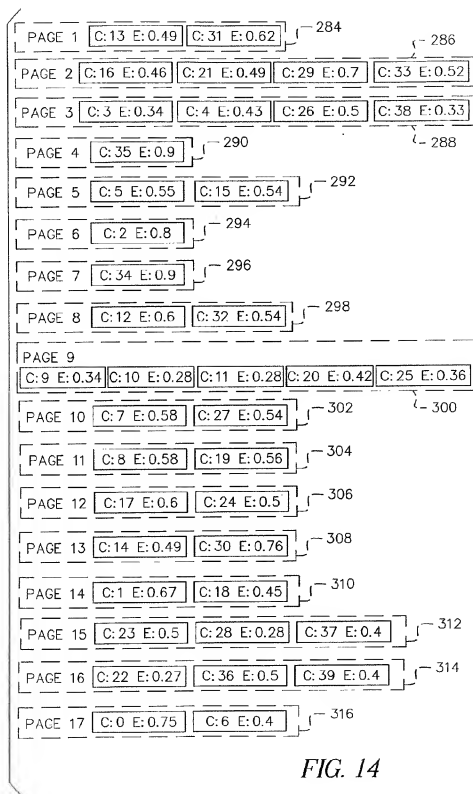 PAGE 1 C:13 E:0.49 C:31 E:0.62 284
286
PAGE 2 C:16 E:0.46 C:21 E:0.49 C:29 E:0.7 C:33 E:0.52
PAGE 3 C:3 E:0.34 C:4 E:0.43 C:26 E:0.5 C:38 E:0.33
288
PAGE 4 C:35 E:0.9 290
PAGE 5 C:5 E:0.55 C:15 E:0.54 292
PAGE 6 C:2 E:0.8 294
PAGE 7 C:34 E:0.9 296
PAGE 8 C:12 E:0.6 C:32 E:0.54 298
PAGE 9
C:9 E:0.34 C:10 E:0.28 C:11 E:0.28 C:20 E:0.42 C:25 E:0.36
300
PAGE 10 C:7 E:0.58 C:27 E:0.54 302
PAGE 11 C:8 E:0.58 C:19 E:0.56 304
PAGE 12 C:17 E:0.6 C:24 E:0.5 306
PAGE 13 C:14 E:0.49 C:30 E:0.76 308
PAGE 14 C:1 E:0.67 C:18 E:0.45 310
PAGE 15 C:23 E:0.5 C:28 E:0.28 C:37 E:0.4 312
PAGE 16 C:22 E:0.27 C:36 E:0.5 C:39 E:0.4 314
PAGE 17 C:0 E:0.75 C:6 E:0.4 316
FIG. 14